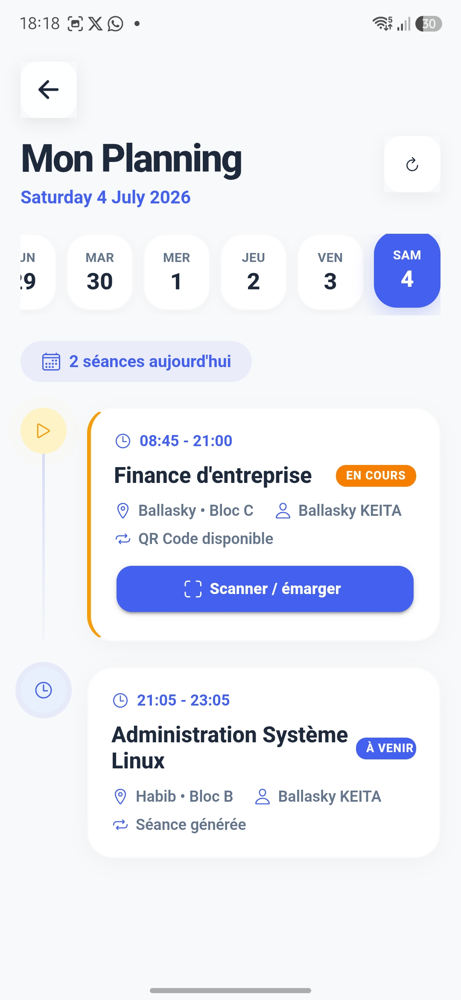 18:18
5
30
Mon Planning
Saturday 4 July 2026
MAR
MER
JEU
VEN
SAM
29
30
1
2
3
4
2 séances aujourd'hui
08:45 - 21:00
Finance d'entreprise
EN COURS
Ballasky • Bloc C
Ballasky KEITA
QR Code disponible
Scanner / émarger
21:05 - 23:05
Administration Système
Linux
À VENIR
Habib • Bloc B
Ballasky KEITA
Séance générée